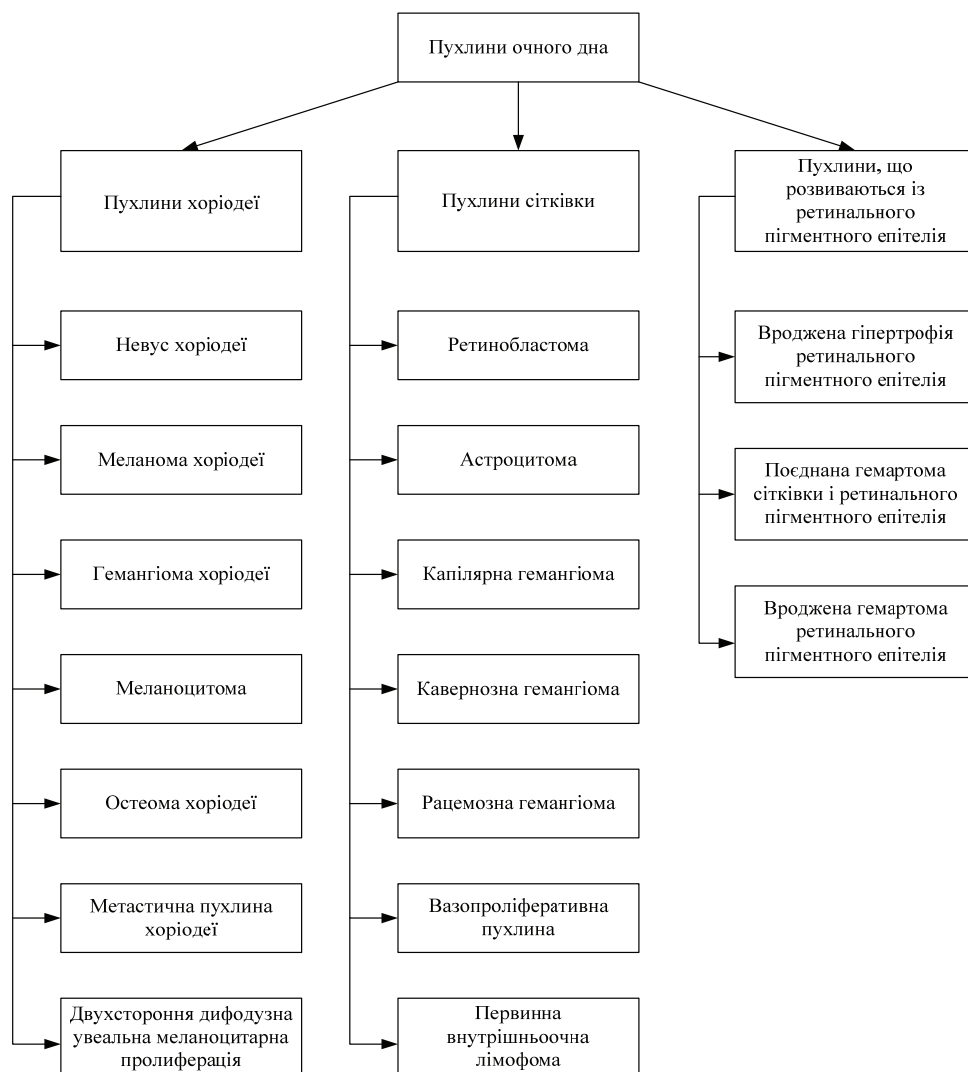 Пухлини очного дна
Пухлини хоріодеї
Невус хоріодеї
Меланома хоріодеї
Гемангіома хоріодеї
Меланоцитома
Остеома хоріодеї
Метастична пухлина
хоріодеї
Двухстороння дифодузна
увеальна меланоцитарна
пролиферація
Пухлини сітківки
Ретинобластома
Астроцитома
Капілярна гемангіома
Кавернозна гемангіома
Рацемозна гемангіома
Вазопроліферативна
пухлина
Первинна
внутрішньоочна
лімофома
Пухлини, що
розвиваються із
ретинального
пігментного епітелія
Вроджена гіпертрофія
ретинального
пігментного епітелія
Поєднана гемартома
сітківки і ретинального
пігментного епітелія
Вроджена гемартома
ретинального
пігментного епітелія